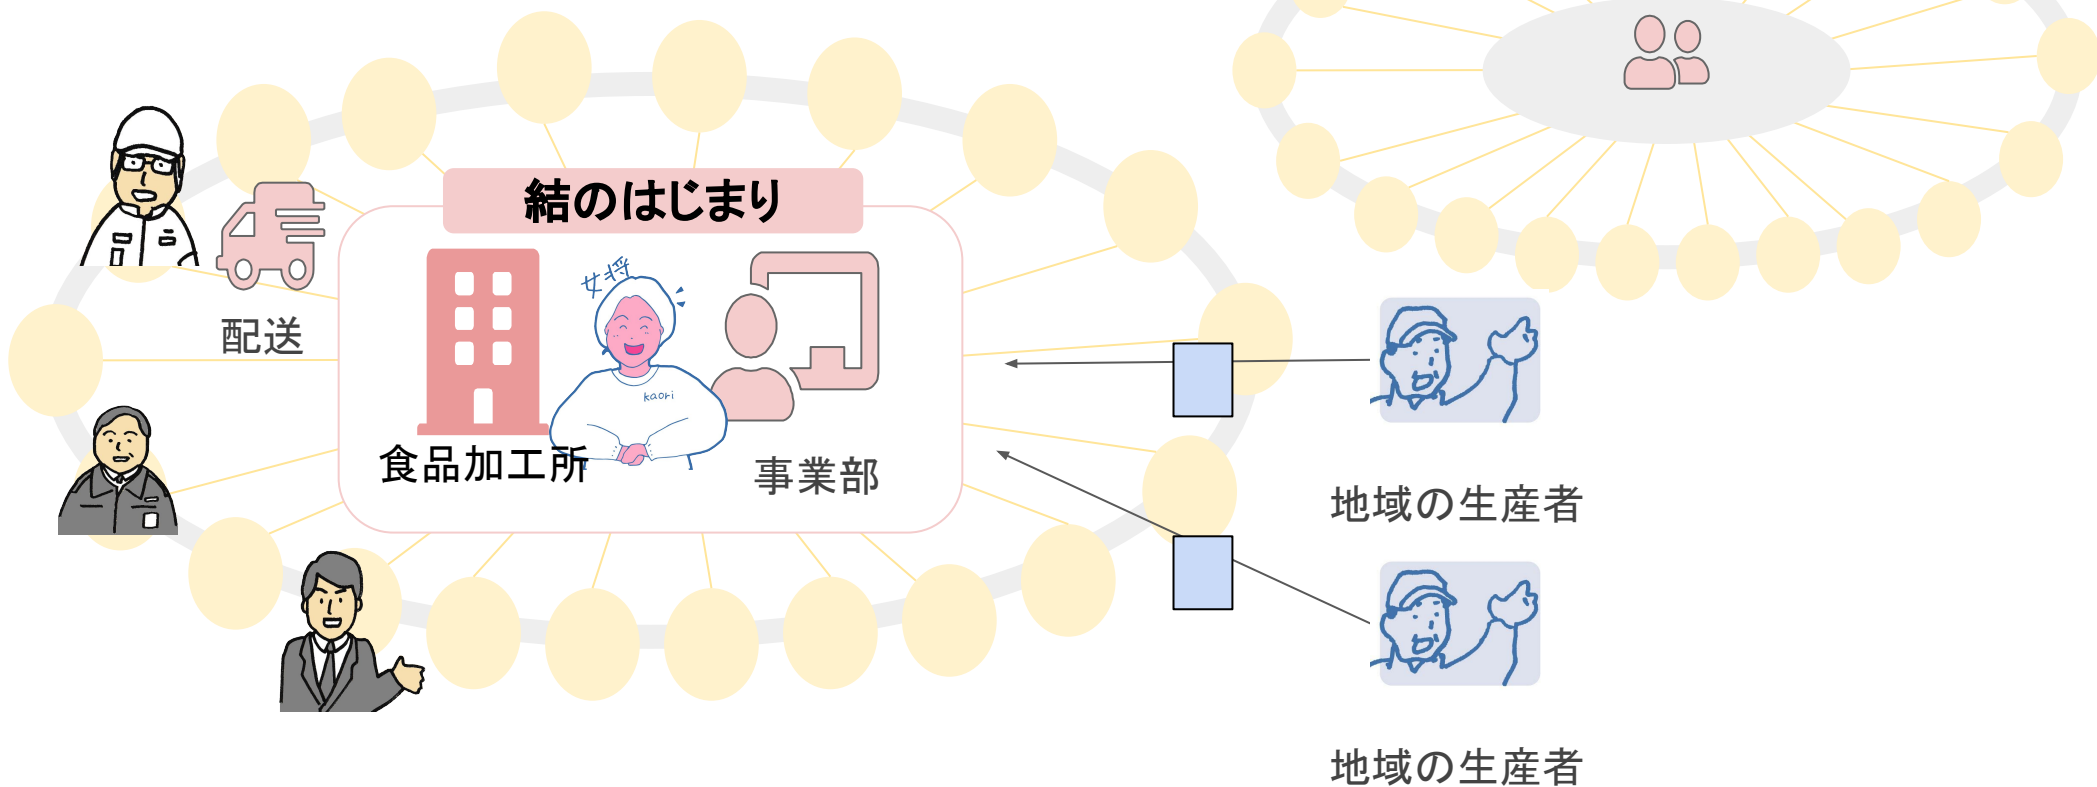 結のはじまり
女将
kaori
配送
食品加工所
事業部
地域の生産者
地域の生産者